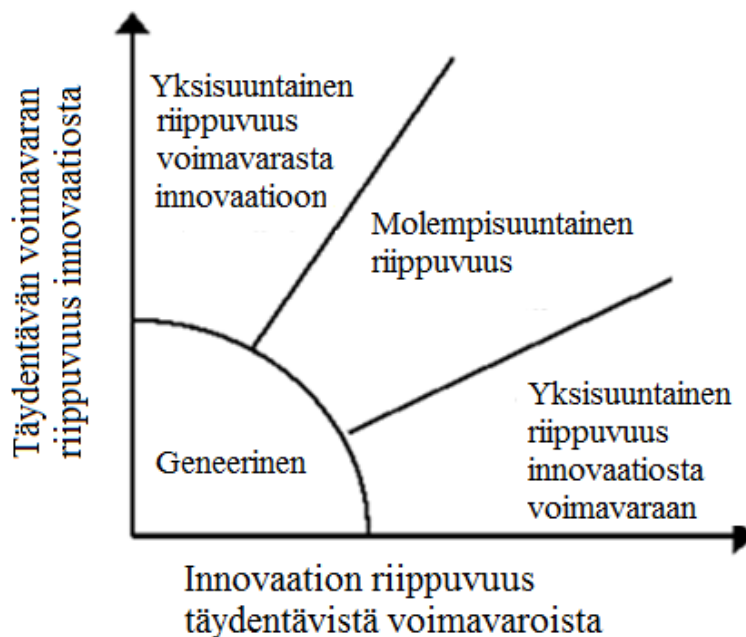 Täydentävän voimavaran
riippuvuus innovaatiosta
Yksisuuntainen
riippuvuus
voimavarasta
innovaatioon
Molempisuuntainen
riippuvuus
Geneerinen
Yksisuuntainen
riippuvuus
innovaatiosta
voimavaraan
Innovaation riippuvuus
täydentävistä voimavaroista